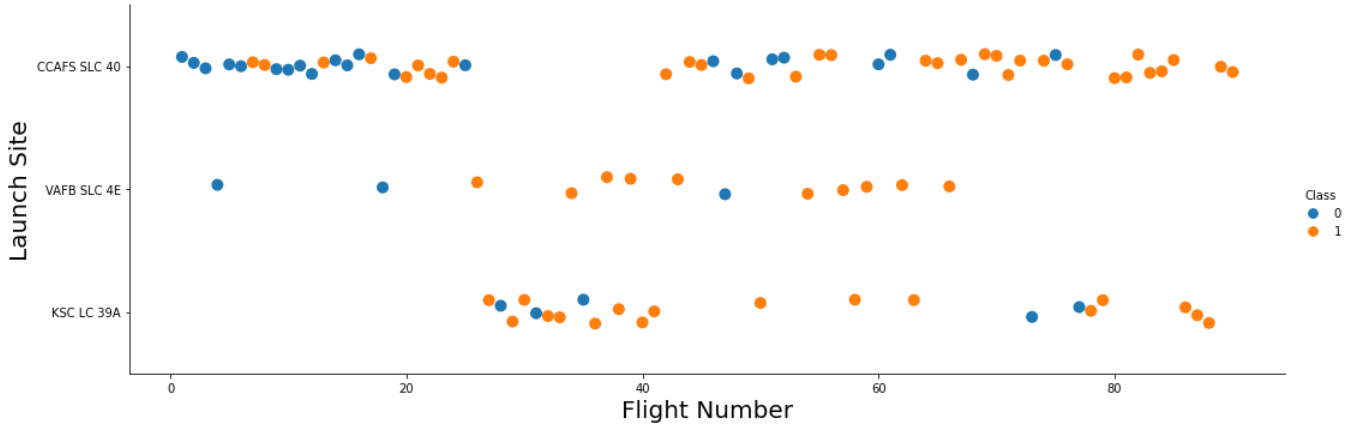 CCAFS SLC 40
VAFB SLC 4E
KSC LC 39A
Launch Site
0 20 40 60 80
Flight Number
Class
0
1